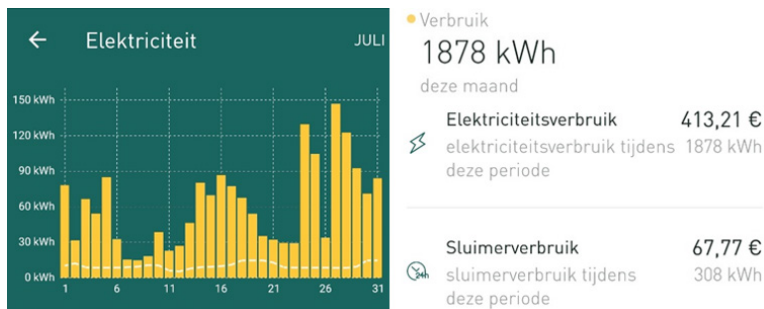 ← Elektriciteit JULI
150 kWh
120 kWh
90 kWh
60 kWh
30 kWh
0 kWh
1 6 11 16 21 26 31
Verbruik
1878 kWh
deze maand
Elektriciteitsverbruik 413,21 €
elektriciteitsverbruik tijdens 1878 kWh
deze periode
Sluimerverbruik 67,77 €
24h sluimerverbruik tijdens 308 kWh
deze periode